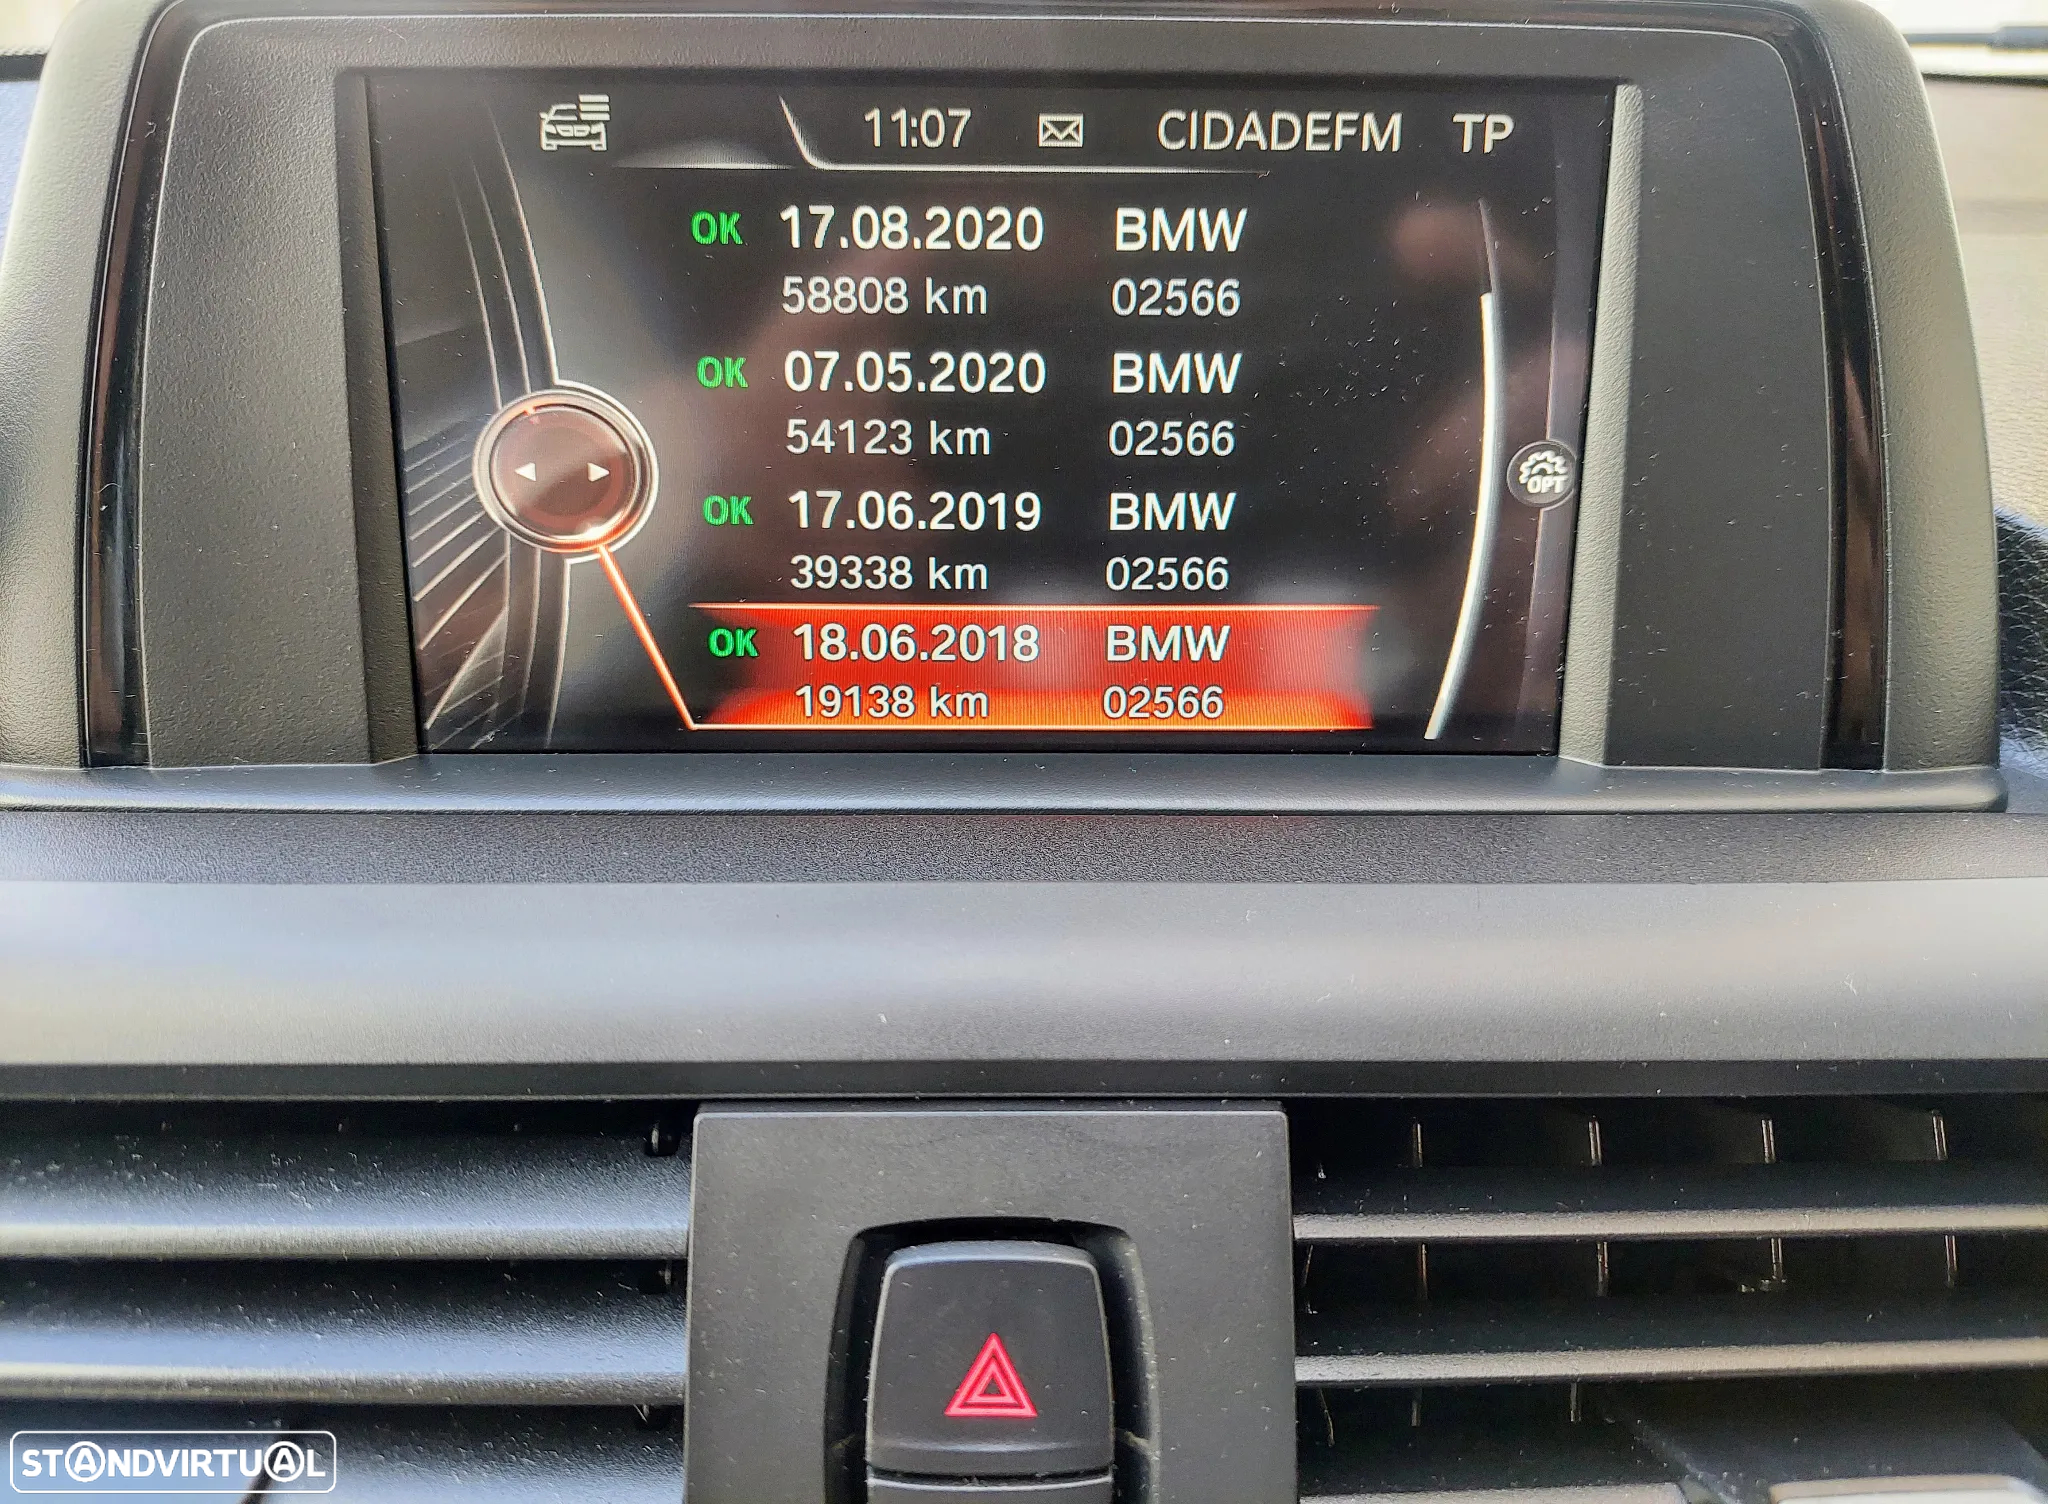 11:07 CIDADEFM TP
OK 17.08.2020 BMW
58808 km 02566
OK 07.05.2020 BMW
54123 km 02566
OK 17.06.2019 BMW
39338 km 02566
OK 18.06.2018 BMW
19138 km 02566
OPT
STANDVIRTUAL